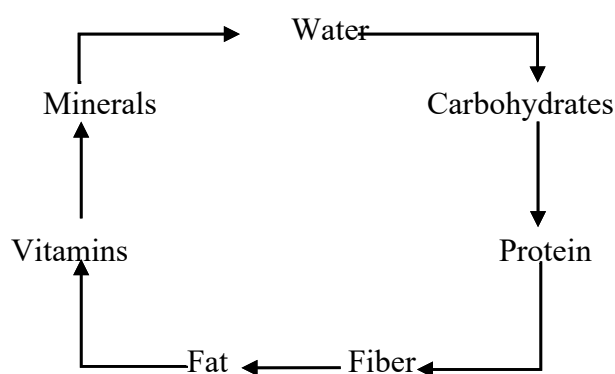 Water
Minerals Carbohydrates
Vitamins Protein
Fat Fiber